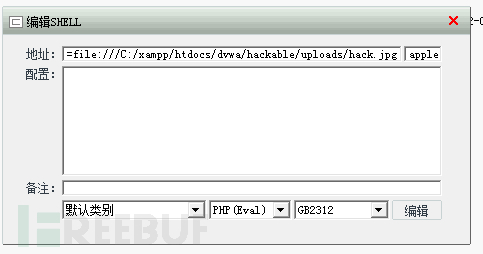 编辑SHELL
地址: =file:///C:/xampp/htdocs/dvwa/hackable/uploads/hack.jpg apple
配置:
备注:
默认类别 PHP(Eval) GB2312 编辑
REEBUF